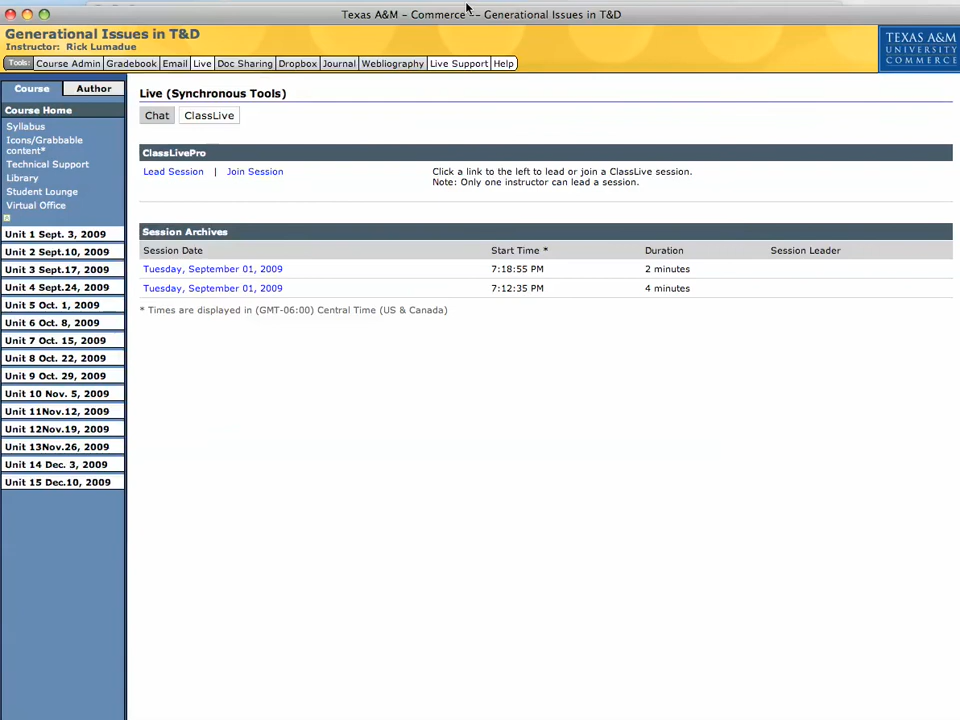 Texas A&M - Commerce -- Generational Issues in T&D
Generational Issues in T&D
Instructor: Rick Lumadue
TEXAS A&M
UNIVERSITY
COMMERCE
Tools: Course Admin Gradebook Email Live Doc Sharing Dropbox Journal Webliography Live Support Help
Course Author
Course Home
Syllabus
Icons/Grabbable
content*
Technical Support
Library
Student Lounge
Virtual Office
Unit 1 Sept. 3, 2009
Unit 2 Sept.10, 2009
Unit 3 Sept.17, 2009
Unit 4 Sept.24, 2009
Unit 5 Oct. 1, 2009
Unit 6 Oct. 8, 2009
Unit 7 Oct. 15, 2009
Unit 8 Oct. 22, 2009
Unit 9 Oct. 29, 2009
Unit 10 Nov. 5, 2009
Unit 11Nov.12, 2009
Unit 12Nov.19, 2009
Unit 13Nov.26, 2009
Unit 14 Dec. 3, 2009
Unit 15 Dec.10, 2009
Live (Synchronous Tools)
Chat ClassLive
ClassLivePro
Lead Session | Join Session
Click a link to the left to lead or join a ClassLive session.
Note: Only one instructor can lead a session.
Session Archives
Session Date Start Time * Duration Session Leader
Tuesday, September 01, 2009 7:18:55 PM 2 minutes
Tuesday, September 01, 2009 7:12:35 PM 4 minutes
* Times are displayed in (GMT-06:00) Central Time (US & Canada)